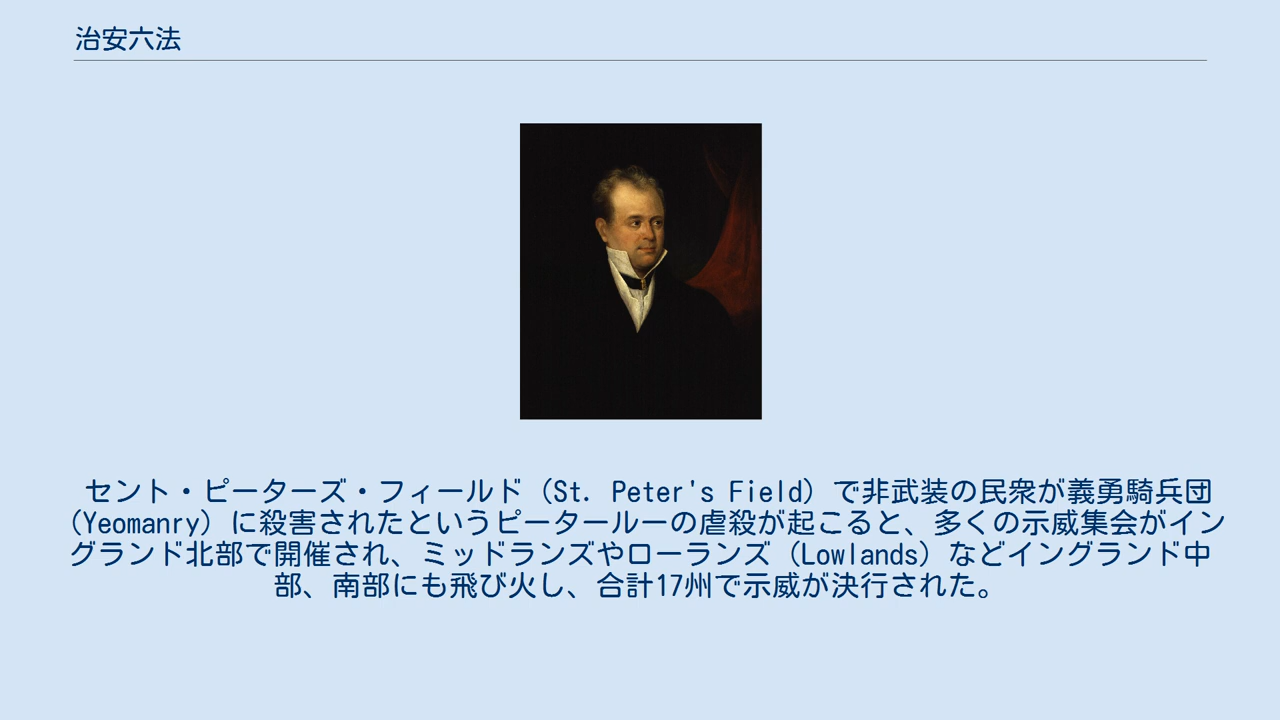 治安六法
セント・ピーターズ・フィールド（St. Peter's Field）で非武装の民衆が義勇騎兵団
（Yeomanry）に殺害されたというピータールーの虐殺が起こると、多くの示威集会がイン
グランド北部で開催され、ミッドランズやローランズ（Lowlands）などイングランド中
部、南部にも飛び火し、合計17州で示威が決行された。